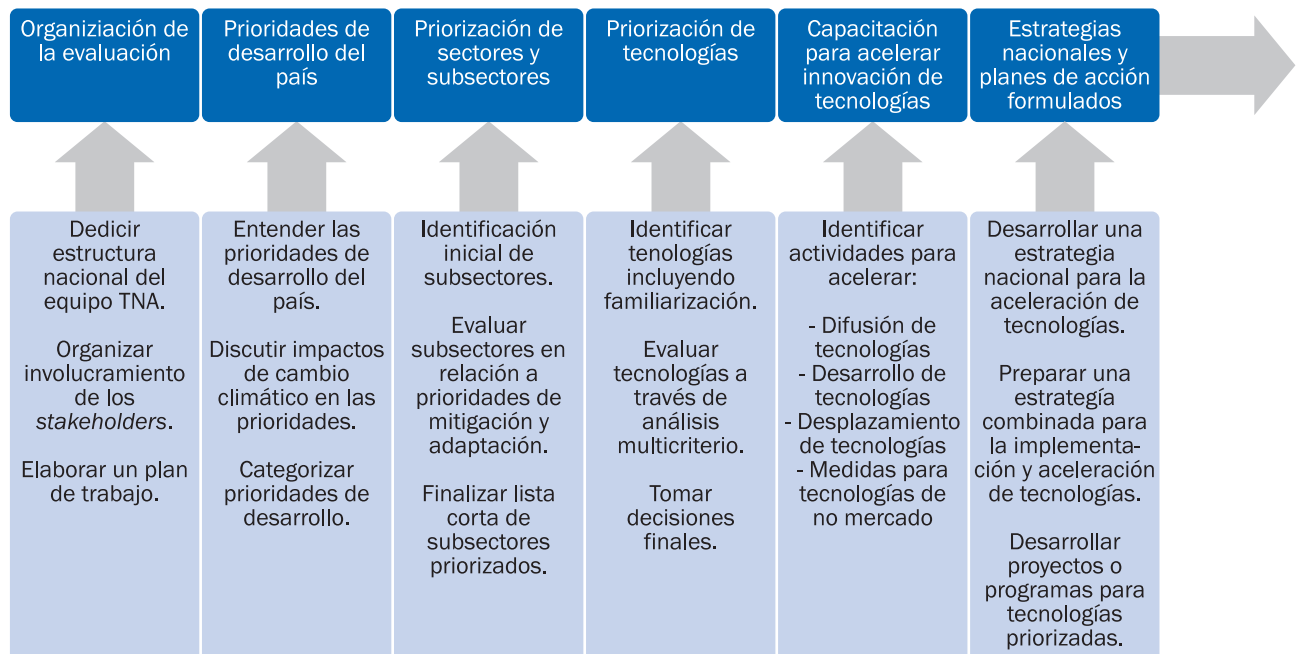 Organiziación de
la evaluación
Prioridades de
desarrollo del
país
Priorización de
sectores y
subsectores
Priorización de
tecnologías
Capacitación
para acelerar
innovación de
tecnologías
Estrategias
nacionales y
planes de acción
formulados
Dedicir
estructura
nacional del
equipo TNA.
Organizar
involucramiento
de los
stakeholders.
Elaborar un plan
de trabajo.
Entender las
prioridades de
desarrollo del
país.
Discutir impactos
de cambio
climático en las
prioridades.
Categorizar
prioridades de
desarrollo.
Identificación
inicial de
subsectores.
Evaluar
subsectores en
relación a
prioridades de
mitigación y
adaptación.
Finalizar lista
corta de
subsectores
priorizados.
Identificar
tenologías
incluyendo
familiarización.
Evaluar
tecnologías a
través de
análisis
multicriterio.
Tomar
decisiones
finales.
Identificar
actividades para
acelerar:
- Difusión de
tecnologías
- Desarrollo de
tecnologías
- Desplazamiento
de tecnologías
- Medidas para
tecnologías de
no mercado
Desarrollar una
estrategia
nacional para la
aceleración de
tecnologías.
Preparar una
estratégía
combinada para
la implementa-
ción y aceleración
de tecnologías.
Desarrollar
proyectos o
programas para
tecnologías
priorizadas.